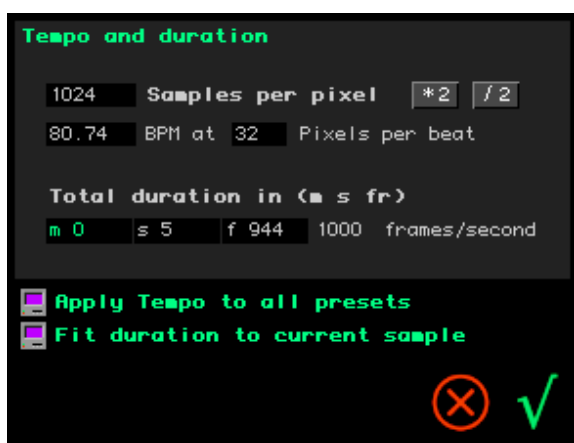 Tempo and duration
1024 Samples per pixel *2 /2
80.74 BPM at 32 Pixels per beat
Total duration in (m s fr)
m 0 s 5 f 944 1000 frames/second
Apply Tempo to all presets
Fit duration to current sample